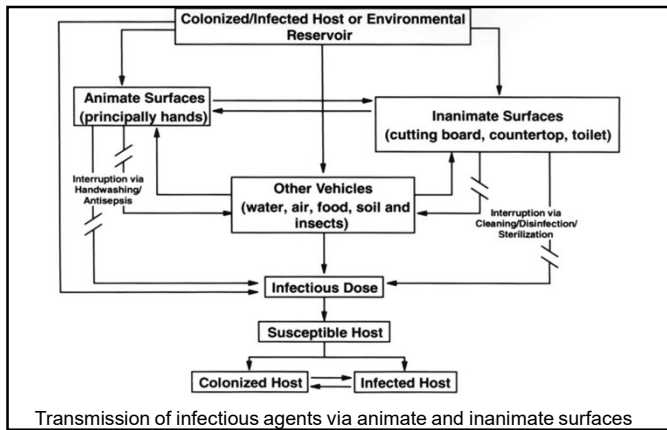 Colonized/Infected Host or Environmental
Reservoir
Animate Surfaces
(principally hands)
Inanimate Surfaces
(cutting board, countertop, toilet)
Interruption via
Handwashing/
Antisepsis
Other Vehicles
(water, air, food, soil and
insects)
Interruption via
Cleaning/Disinfection/
Sterilization
Infectious Dose
Susceptible Host
Colonized Host
Infected Host
Transmission of infectious agents via animate and inanimate surfaces